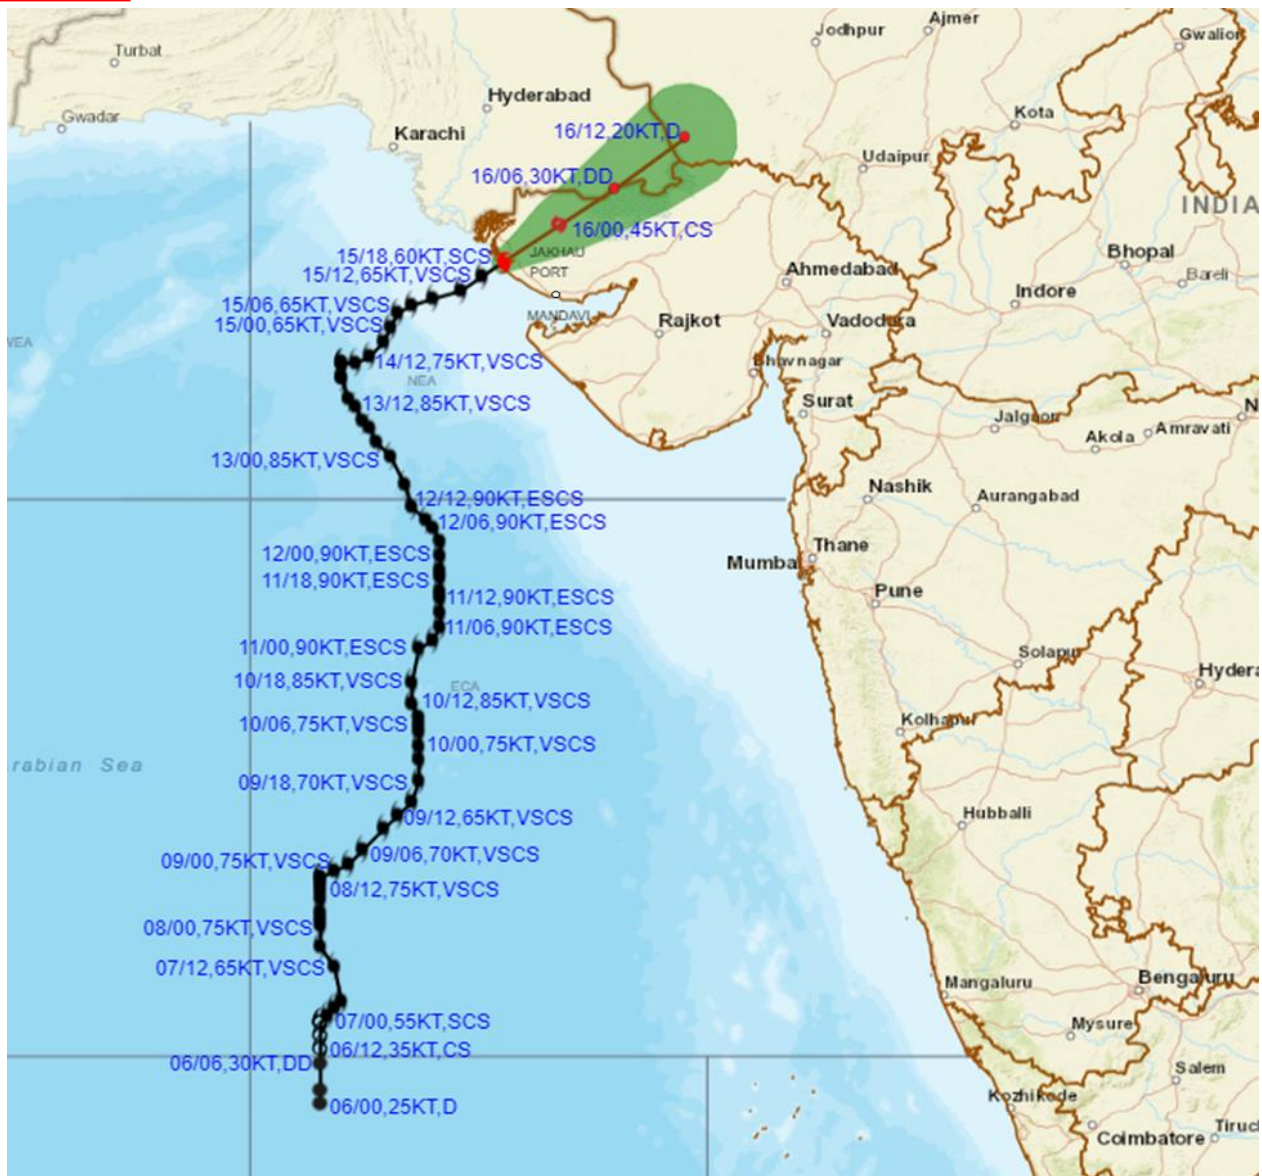 Ajmer
Jodhpur
Gwalior
Turbat
Hyderabad
Kota
Gwadar
Karachi
16/12,20KT,D
Udaipur
16/06,30KT,DD
INDIA
16/00,45KT,CS
15/18,60KT,SCS
JAKHAU
PORT
Bhopal
15/12,65KT,VSCS
Ahmedabad
Bareli
Indore
15/06,65KT,VSCS
MANDAVI
15/00,65KT,VSCS
Rajkot
Vadodara
WEA
14/12,75KT,VSCS
Bhavnagar
NEA
13/12,85KT,VSCS
Surat
Jalgaon
N
Amravati
Akola
13/00,85KT,VSCS
Nashik
Aurangabad
12/12,90KT,ESCS
12/06,90KT,ESCS
Thane
12/00,90KT,ESCS
Mumbai
11/18,90KT,ESCS
Pune
11/12,90KT,ESCS
11/06,90KT,ESCS
11/00,90KT,ESCS
Solapur
Hydera
10/18,85KT,VSCS
ECA
10/12,85KT,VSCS
10/06,75KT,VSCS
Kolhapur
10/00,75KT,VSCS
rabian Sea
09/18,70KT,VSCS
Hubballi
09/12,65KT,VSCS
09/06,70KT,VSCS
09/00,75KT,VSCS
08/12,75KT,VSCS
08/00,75KT,VSCS
07/12,65KT,VSCS
Bengaluru
Mangaluru
07/00,55KT,SCS
Mysure
06/12,35KT,CS
06/06,30KT,DD
Salem
Kozhikode
06/00,25KT,D
Tiruc
Coimbatore